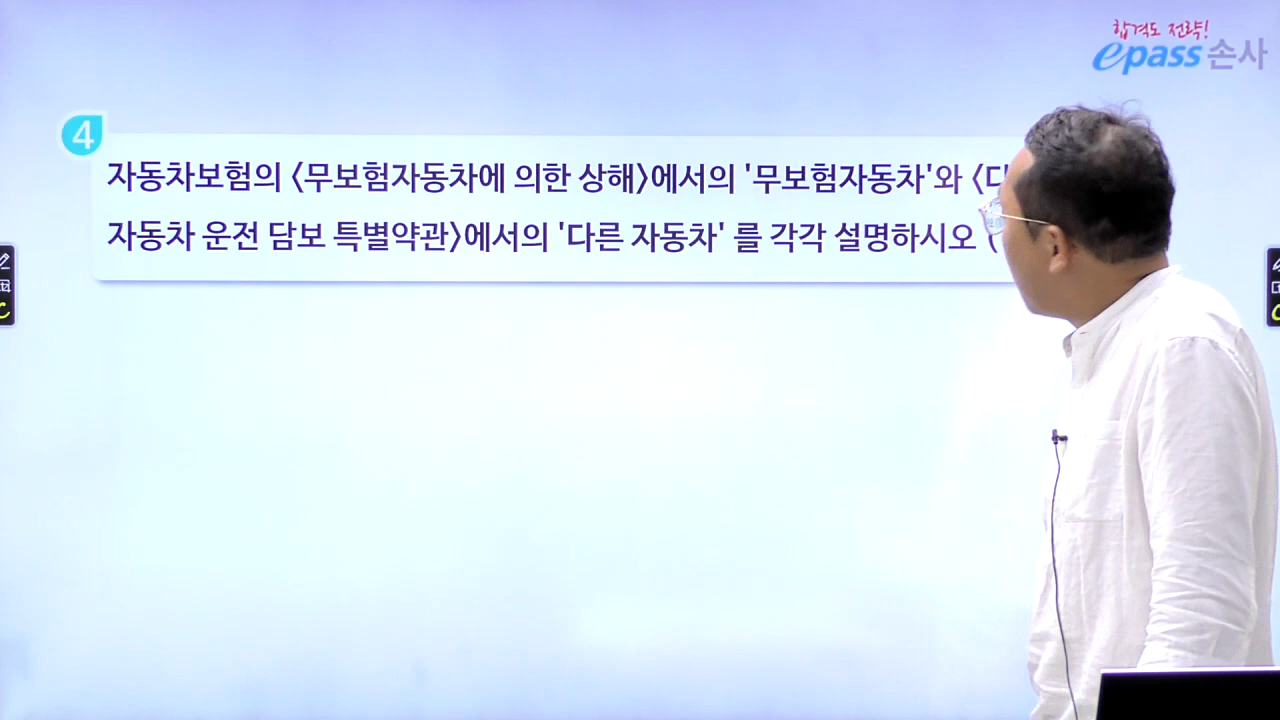 합격도 전략!
epass 손사
4
자동차보험의 〈무보험자동차에 의한 상해〉에서의 '무보험자동차'와 〈다
자동차 운전 담보 특별약관〉에서의 '다른 자동차' 를 각각 설명하시오 (